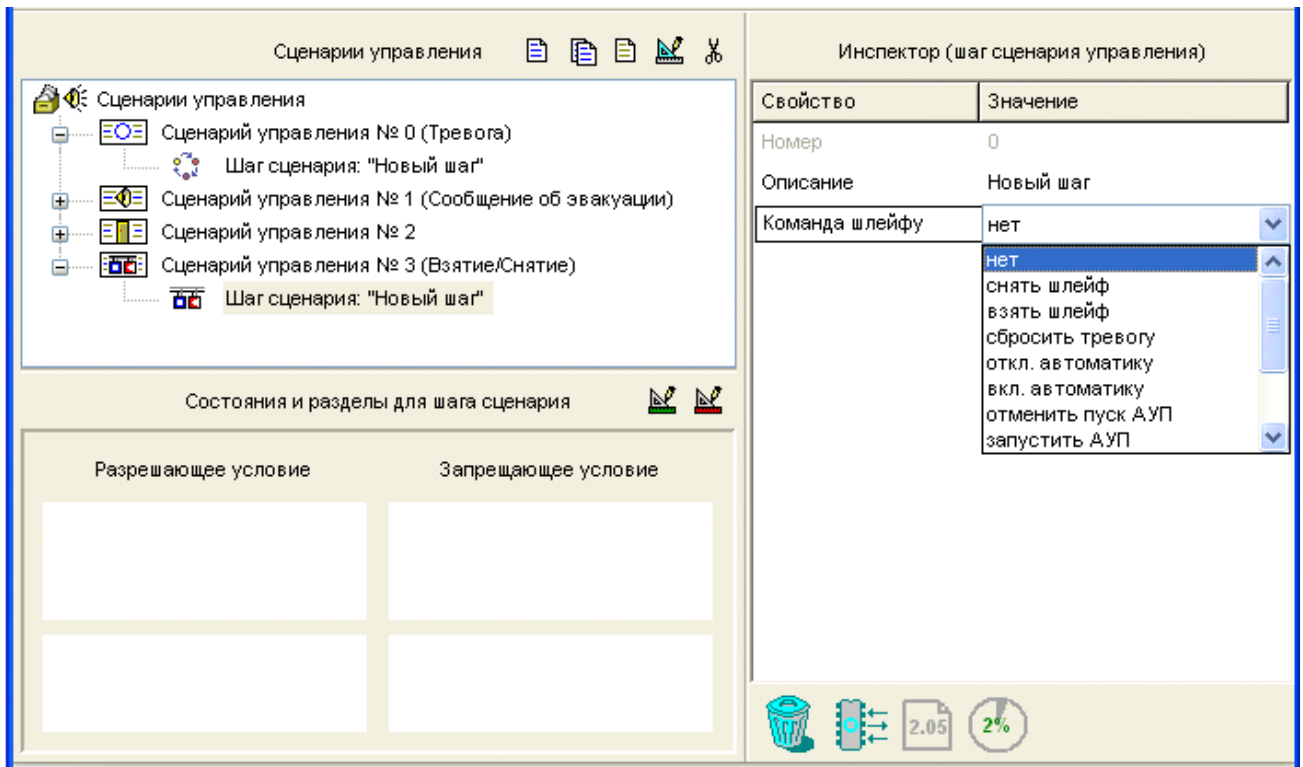 Сценарии управления
Сценарии управления
Сценарий управления № 0 (Тревога)
Шаг сценария: "Новый шаг"
Сценарий управления № 1 (Сообщение об эвакуации)
Сценарий управления № 2
Сценарий управления № 3 (Взятие/Снятие)
Шаг сценария: "Новый шаг"
Состояния и разделы для шага сценария
Разрешающее условие
Запрещающее условие
Инспектор (шаг сценария управления)
Свойство Значение
Номер 0
Описание Новый шаг
Команда шлейфу нет
нет
снять шлейф
взять шлейф
сбросить тревогу
откл. автоматику
вкл. автоматику
отменить пуск АУП
запустить АУП
2.05
2%